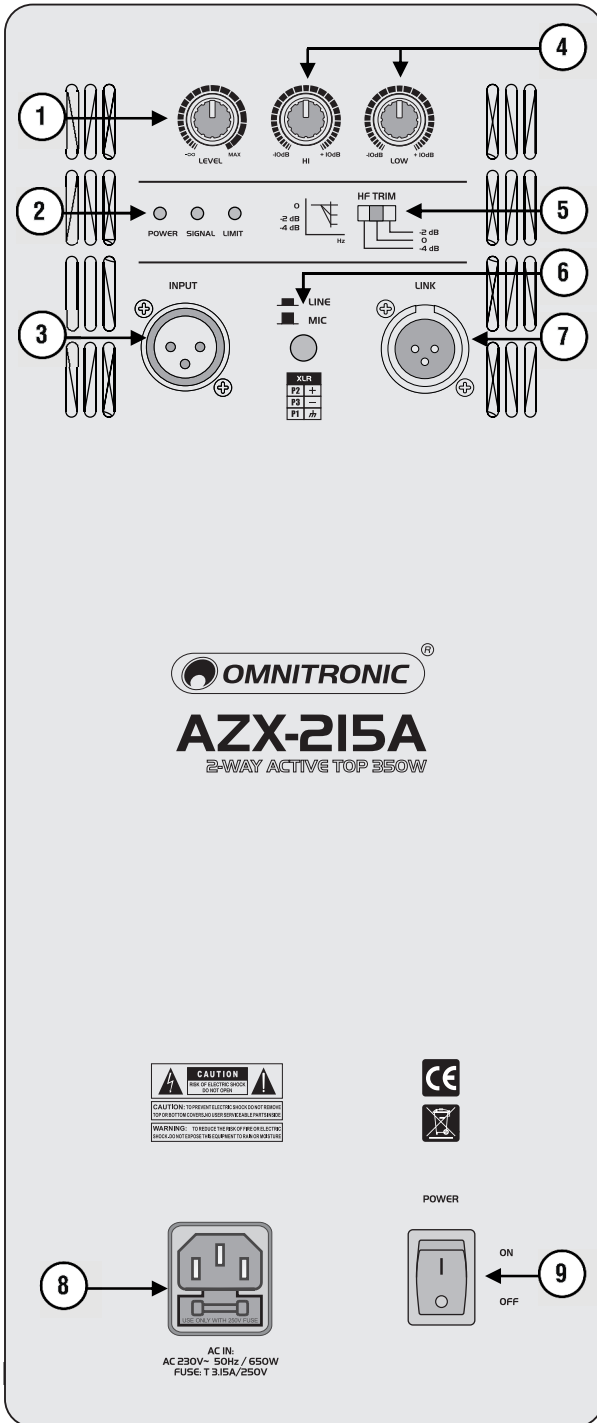 4
1
-∞ MAX
LEVEL
-10dB +10dB
HI
-10dB +10dB
LOW
2
POWER SIGNAL LIMIT
0
-2 dB
-4 dB
Hz
HF TRIM
-2 dB
0
-4 dB
5
6
INPUT
LINE
MIC
LINK
3
7
XLR
P2 +
P3 −
P1
OMNITRONIC ®
AZX-215A
2-WAY ACTIVE TOP 350W
CAUTION
RISK OF ELECTRIC SHOCK
DO NOT OPEN
CAUTION: TO PREVENT ELECTRIC SHOCK DO NOT REMOVE
TOP OR BOTTOM COVERS,NO USER SERVICEABLE PARTS INSIDE.
WARNING: TO REDUCE THE RISK OF FIRE OR ELECTRIC
SHOCK.DO NOT EXPOSE THIS EQUIPMENT TO RAIN OR MOISTURE
CE
POWER
8
USE ONLY WITH 250V FUSE
I
ON
OFF
9
AC IN:
AC 230V~ 50Hz / 650W
FUSE: T 3.15A/250V